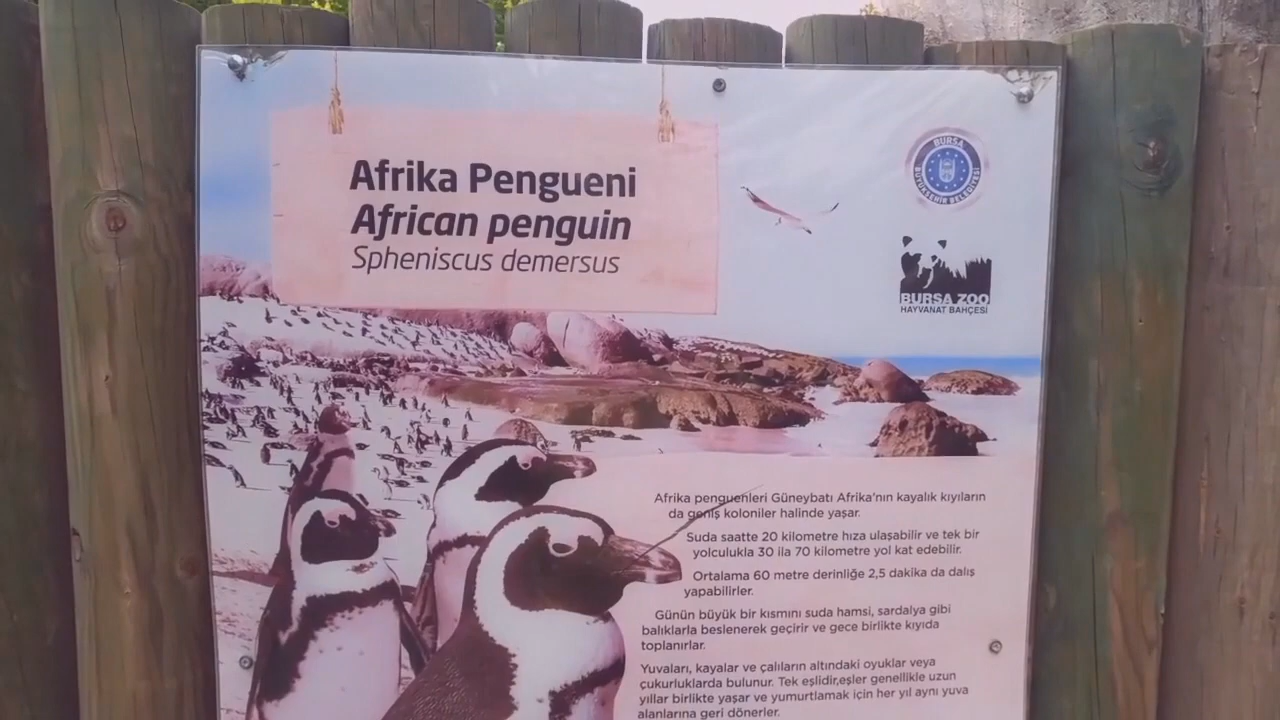 Afrika Pengueni
African penguin
Spheniscus demersus
BURSA
BÜYÜKŞEHİR BELEDİYESİ
BURSA ZOO
HAYVANAT BAHÇESİ
Afrika penguenleri Güneybatı Afrika'nın kayalık kıyıların
da geniş koloniler halinde yaşar.
Suda saatte 20 kilometre hıza ulaşabilir ve tek bir
yolculukla 30 ila 70 kilometre yol kat edebilir.
Ortalama 60 metre derinliğe 2,5 dakika da dalış
yapabilirler.
Günün büyük bir kısmını suda hamsi, sardalya gibi
balıklarla beslenerek geçirir ve gece birlikte kıyıda
toplanırlar.
Yuvaları, kayalar ve çalıların altındaki oyuklar veya
çukurluklarda bulunur. Tek eşlidir,eşler genellikle uzun
yıllar birlikte yaşar ve yumurtlamak için her yıl aynı yuva
alanlarına geri dönerler.